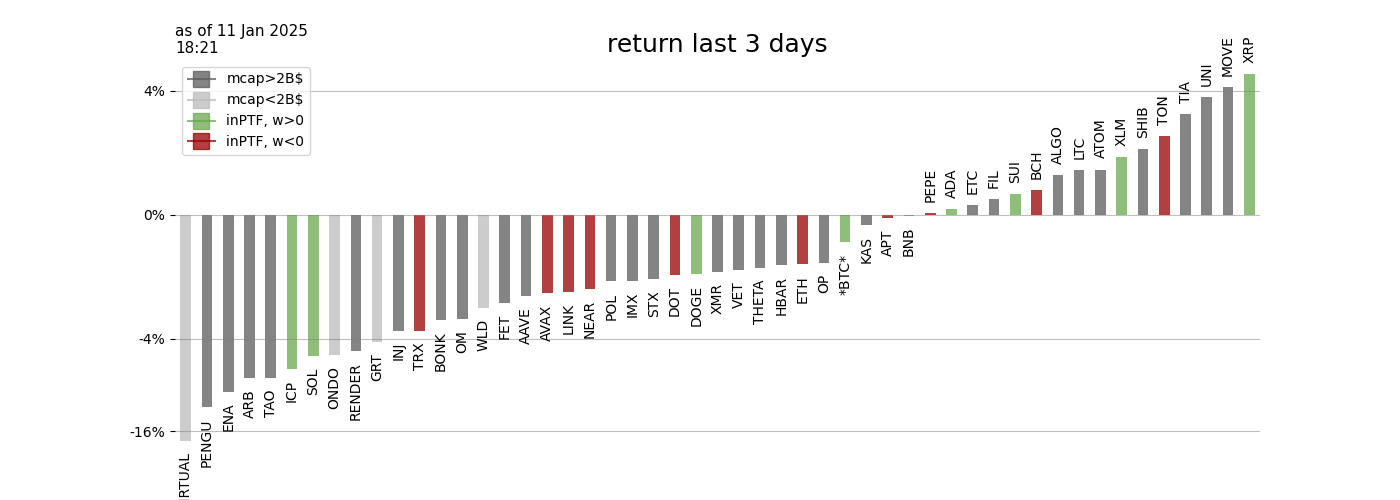 as of 11 Jan 2025
18:21
return last 3 days
mcap>2B$
mcap<2B$
inPTF, w>0
inPTF, w<0
4%
0%
-4%
-16%
RTUAL
PENGU
ENA
ARB
TAO
ICP
SOL
ONDO
RENDER
GRT
INJ
TRX
BONK
OM
WLD
FET
AAVE
AVAX
LINK
NEAR
POL
IMX
STX
DOT
DOGE
XMR
VET
THETA
HBAR
ETH
OP
*BTC*
KAS
APT
BNB
PEPE
ADA
ETC
FIL
SUI
BCH
ALGO
LTC
ATOM
XLM
SHIB
TON
TIA
UNI
MOVE
XRP